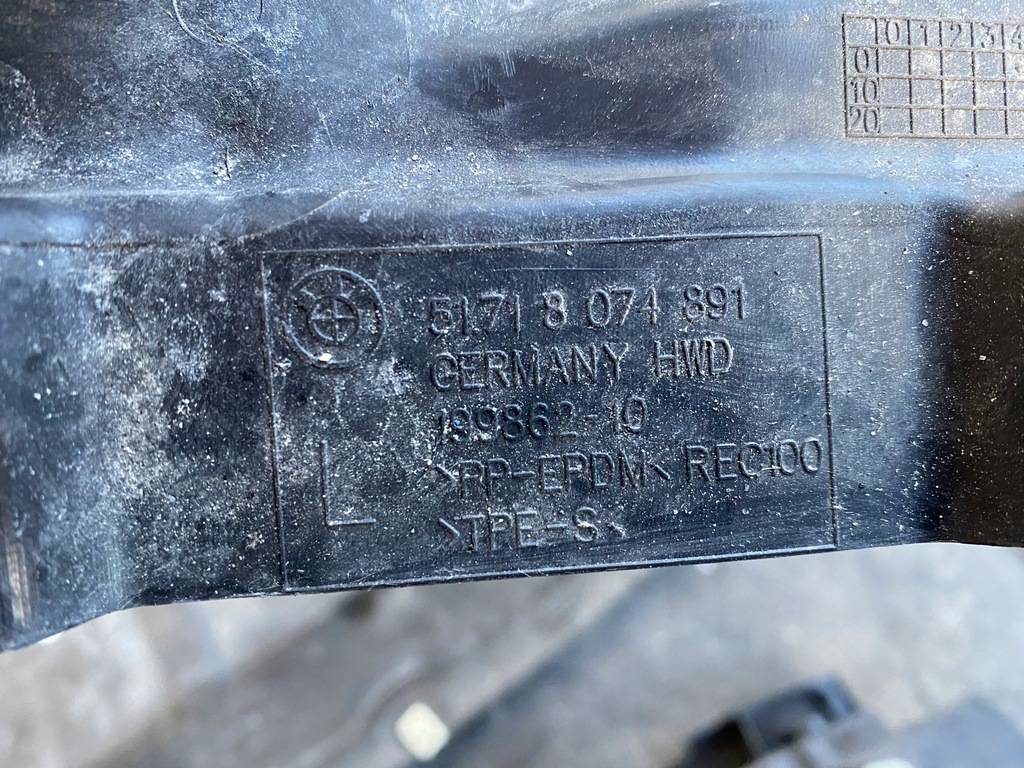 0 1 2 3 4
0
10
20
51.71 8 074 891
GERMANY HWD
199862-10
L
>PP-EPDM< REC100
>TPE-S<